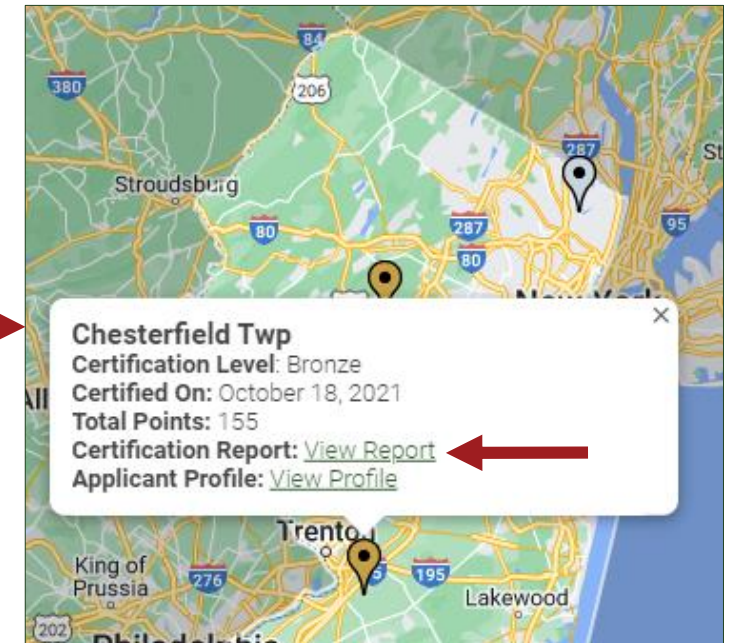 84
380
206
287
St
Stroudsburg
80
287
95
80
New York
Chesterfield Twp
Certification Level: Bronze
Certified On: October 18, 2021
All
Total Points: 155
Certification Report: View Report
Applicant Profile: View Profile
Trenton
King of
Prussia
276
195
Lakewood
202
Philadelphia